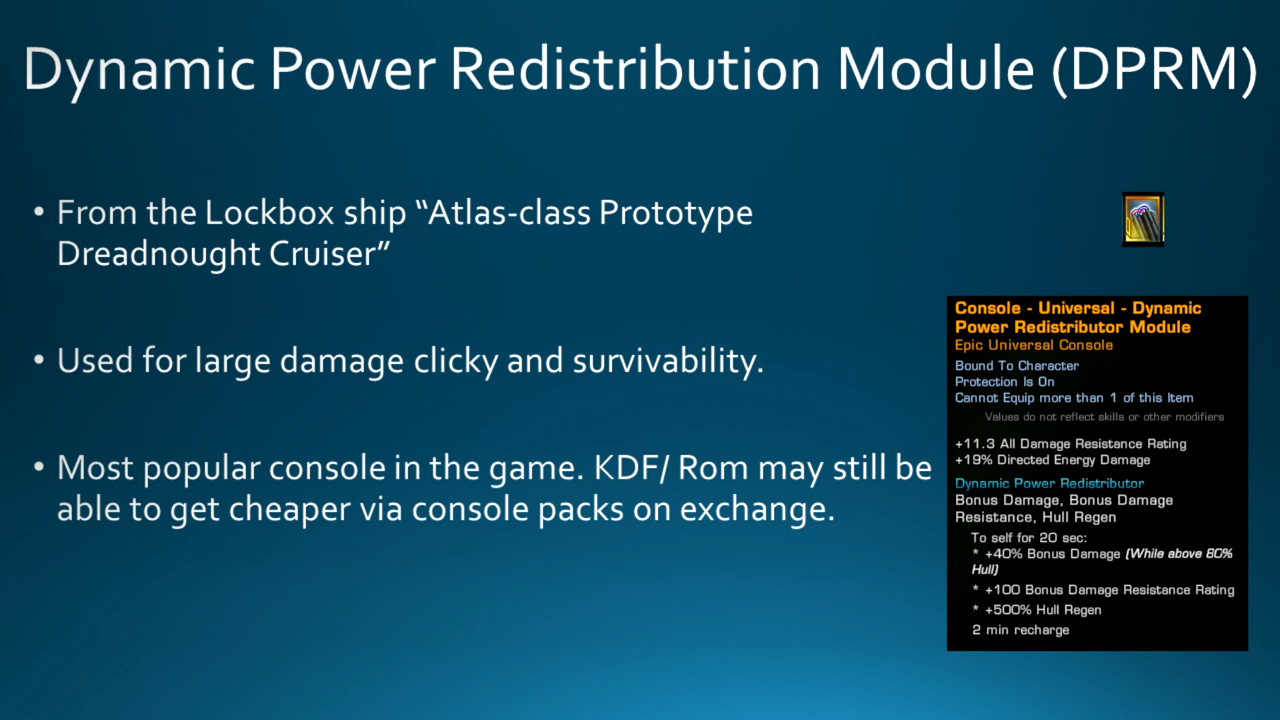 Dynamic Power Redistribution Module (DPRM)
• From the Lockbox ship “Atlas-class Prototype
Dreadnought Cruiser”
• Used for large damage clicky and survivability.
• Most popular console in the game. KDF/ Rom may still be
able to get cheaper via console packs on exchange.
Console - Universal - Dynamic
Power Redistributor Module
Epic Universal Console
Bound To Character
Protection Is On
Cannot Equip more than 1 of this Item
Values do not reflect skills or other modifiers
+11.3 All Damage Resistance Rating
+19% Directed Energy Damage
Dynamic Power Redistributor
Bonus Damage, Bonus Damage
Resistance, Hull Regen
To self for 20 sec:
* +40% Bonus Damage (While above 80%
Hull)
* +100 Bonus Damage Resistance Rating
* +500% Hull Regen
2 min recharge